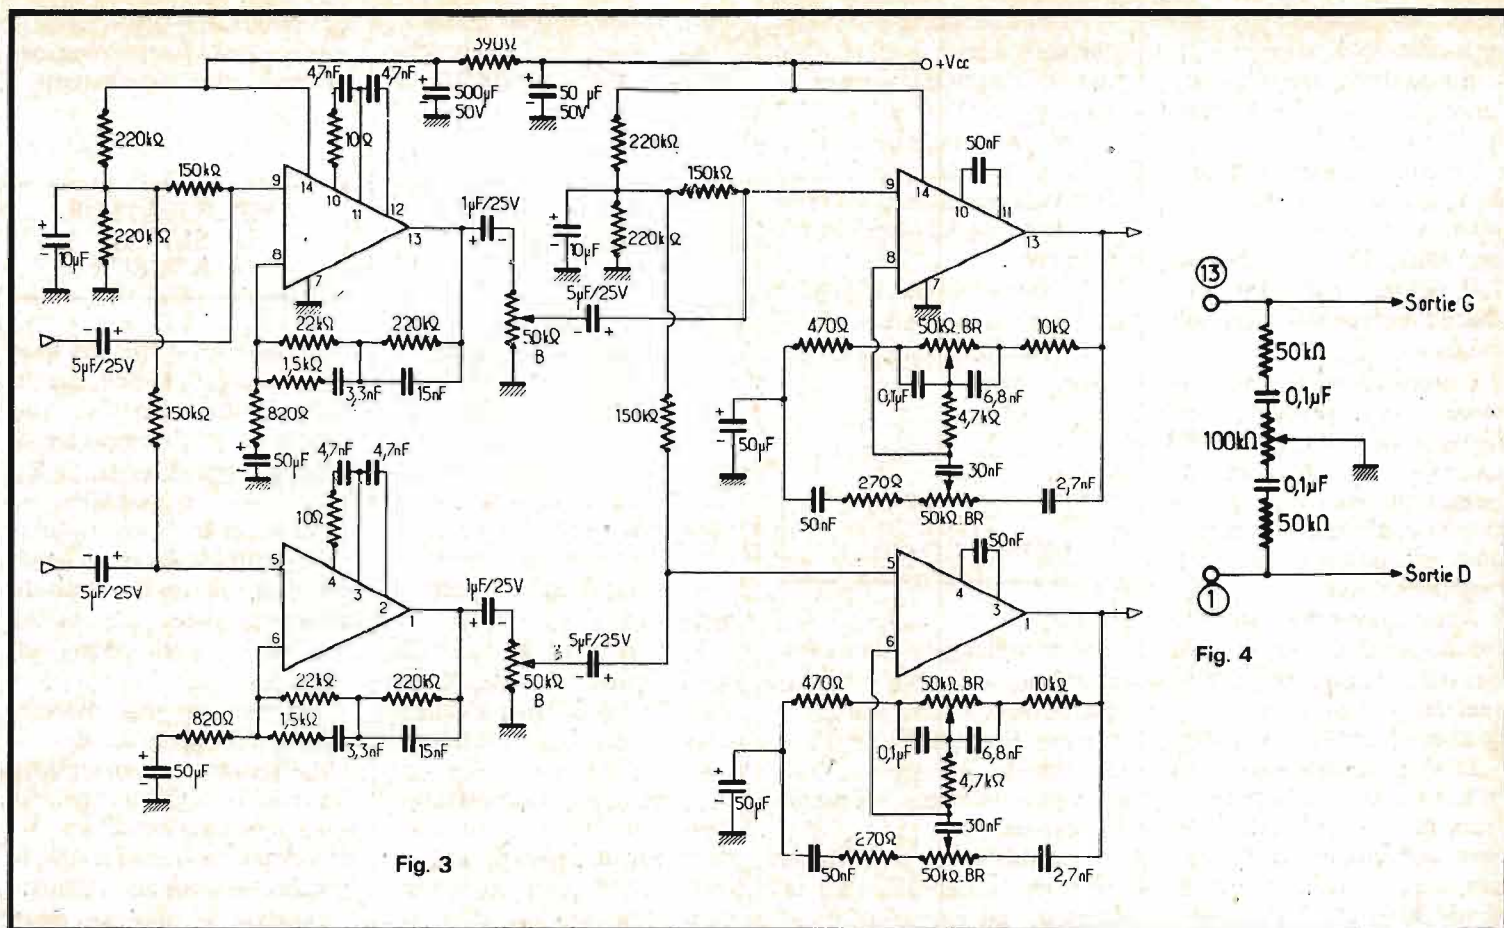 390Ω
+Vcc
4,7nF
4,7nF
500µF
50V
50 µF
50V
10Ω
220kΩ
150kΩ
220kΩ
10µF
9
14
10
11
12
13
8
7
1µF/25V
50kΩ
B
5µF/25V
22kΩ
220kΩ
1,5kΩ
3,3nF
15nF
820Ω
50µF
5µF/25V
150kΩ
220kΩ
150kΩ
220kΩ
10µF
50nF
9
14
10
11
13
8
7
470Ω
50kΩ.BR
10kΩ
0,1µF
6,8nF
4,7kΩ
50µF
30nF
270Ω
2,7nF
50nF
50kΩ.BR
150kΩ
4,7nF
4,7nF
10Ω
5
4
3
2
1
6
5µF/25V
1µF/25V
50kΩ
B
5µF/25V
22kΩ
220kΩ
820Ω
1,5kΩ
3,3nF
15nF
50µF
50nF
5
4
3
1
6
470Ω
50kΩ.BR
10kΩ
0,1µF
6,8nF
4,7kΩ
50µF
30nF
270Ω
50nF
50kΩ.BR
2,7nF
Fig. 3
13
Sortie G
50kΩ
0,1µF
100kΩ
0,1µF
50kΩ
Sortie D
1
Fig. 4